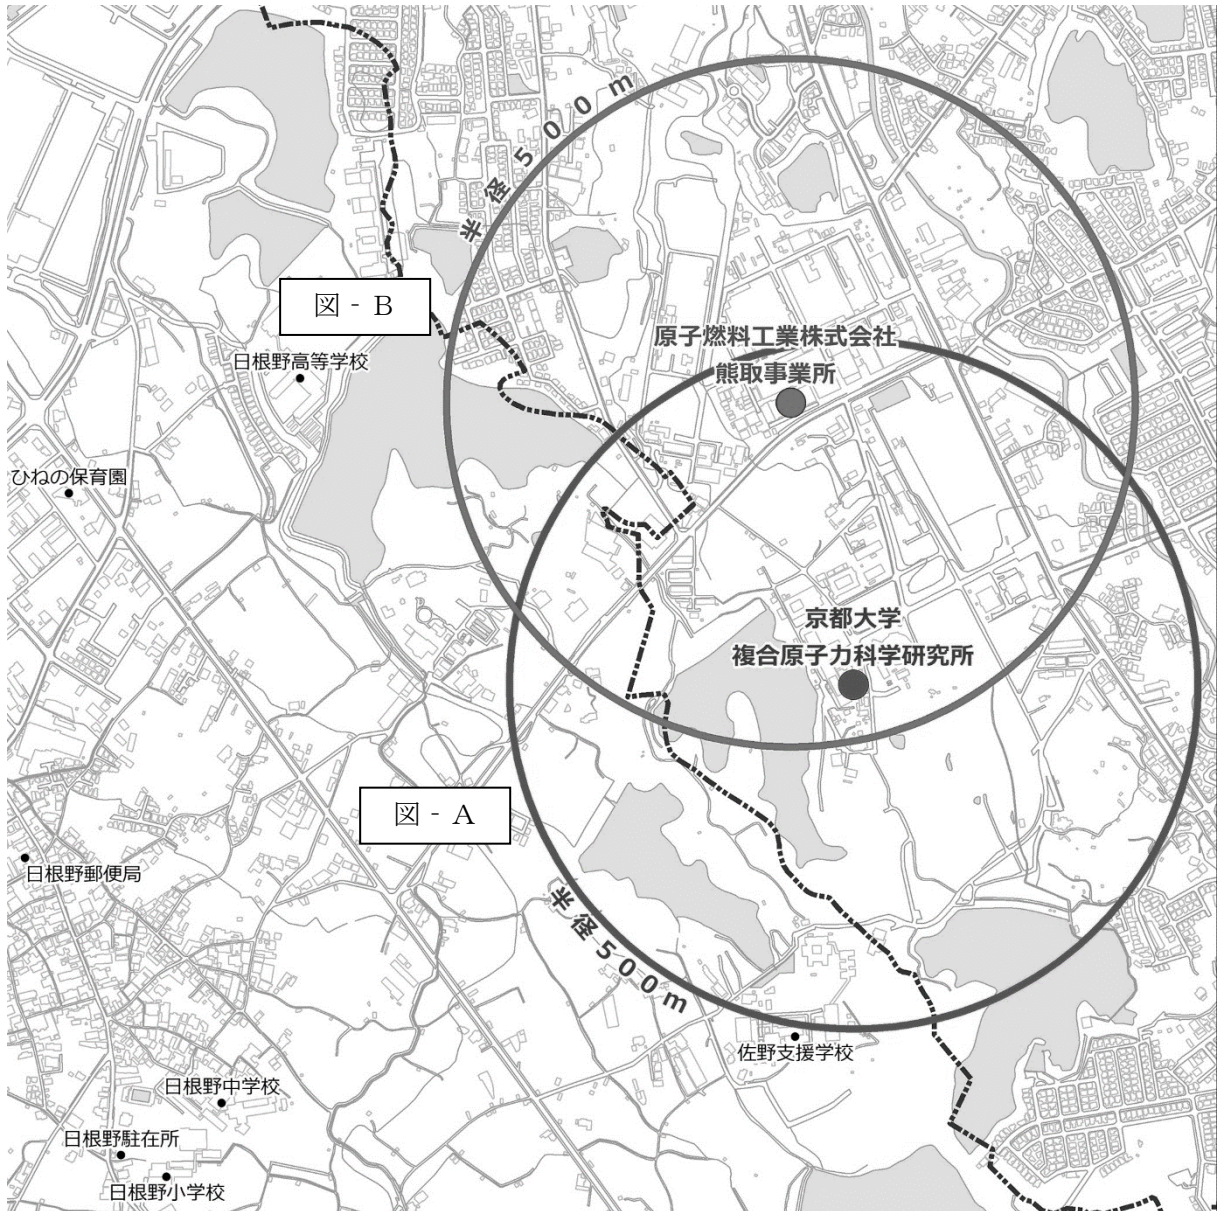 半径500m
図 - B
原子燃料工業株式会社
熊取事業所
日根野高等学校
ひねの保育園
京都大学
複合原子力科学研究所
図 - A
日根野郵便局
半径500m
佐野支援学校
日根野中学校
日根野駐在所
日根野小学校